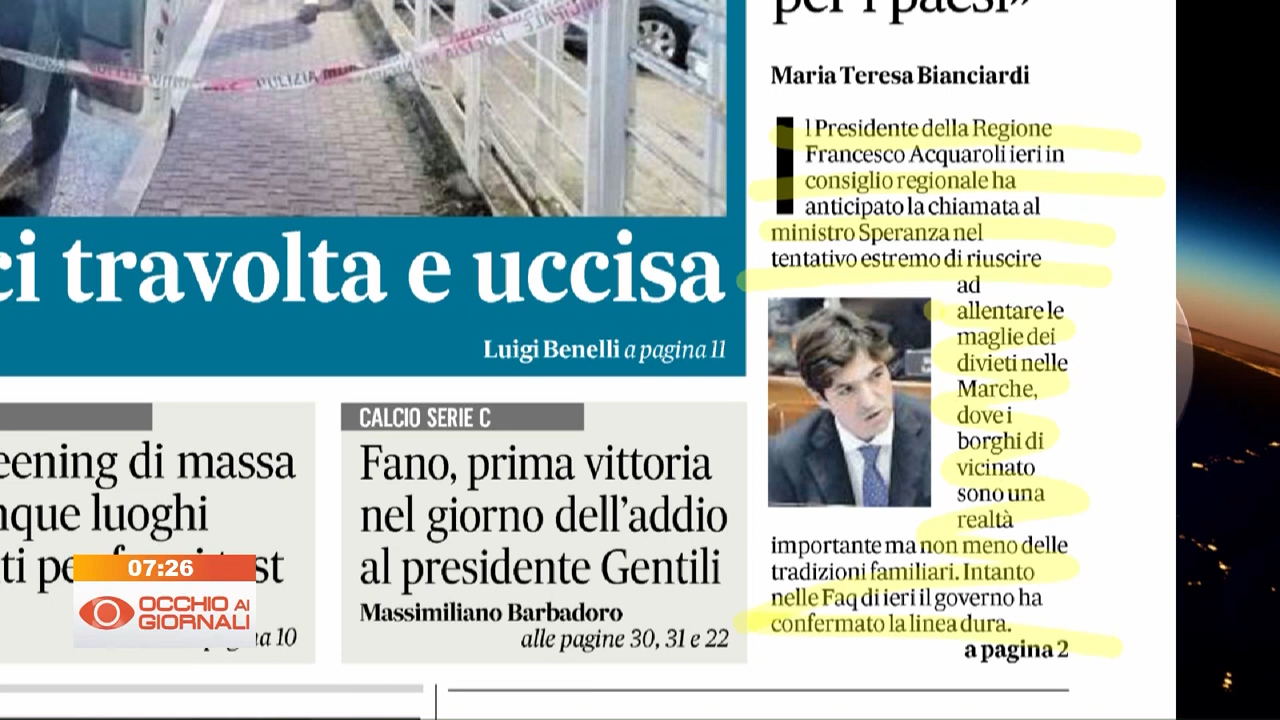 per i paesi»
Maria Teresa Bianciardi
Il Presidente della Regione
Francesco Acquaroli ieri in
consiglio regionale ha
anticipato la chiamata al
ministro Speranza nel
tentativo estremo di riuscire
ad
allentare le
maglie dei
divieti nelle
Marche,
dove i
borghi di
vicinato
sono una
realtà
importante ma non meno delle
tradizioni familiari. Intanto
nelle Faq di ieri il governo ha
confermato la linea dura.
a pagina 2
POLIZIA
ci travolta e uccisa
Luigi Benelli a pagina 11
eening di massa
nque luoghi
ti pe
st
na 10
CALCIO SERIE C
Fano, prima vittoria
nel giorno dell'addio
al presidente Gentili
Massimiliano Barbadoro
alle pagine 30, 31 e 22
07:26
OCCHIO AI
GIORNALI